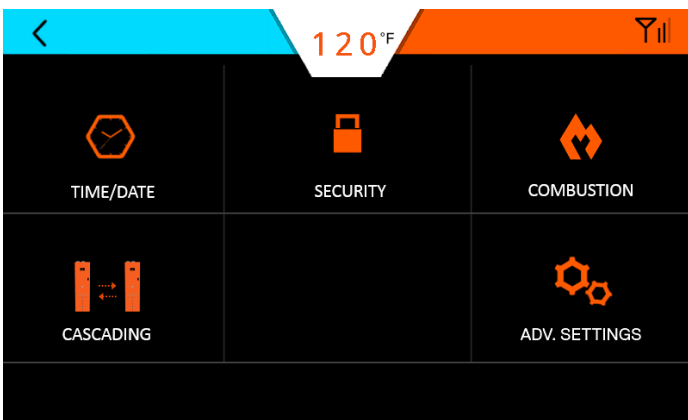 120°F
TIME/DATE
SECURITY
COMBUSTION
CASCADING
ADV. SETTINGS